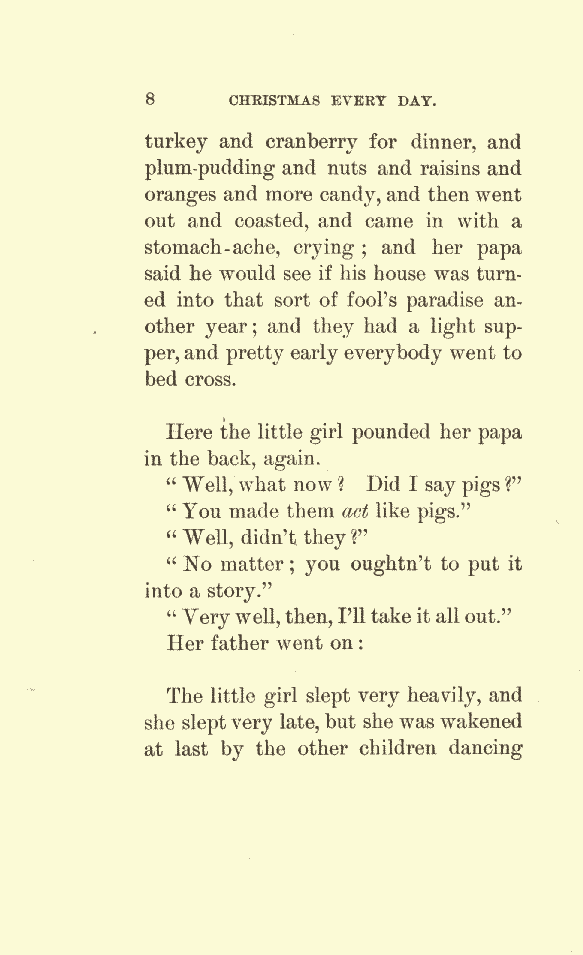 8 CHRISTMAS EVERY DAY.
turkey and cranberry for dinner, and
plum-pudding and nuts and raisins and
oranges and more candy, and then went
out and coasted, and came in with a
stomach-ache, crying ; and her papa
said he would see if his house was turn-
ed into that sort of fool's paradise an-
other year ; and they had a light sup-
per, and pretty early everybody went to
bed cross.
Here the little girl pounded her papa
in the back, again.
“ Well, what now ? Did I say pigs ?”
“ You made them act like pigs.”
“ Well, didn't they ?”
“ No matter ; you oughtn't to put it
into a story.”
“ Very well, then, I'll take it all out.”
Her father went on :
The little girl slept very heavily, and
she slept very late, but she was wakened
at last by the other children dancing